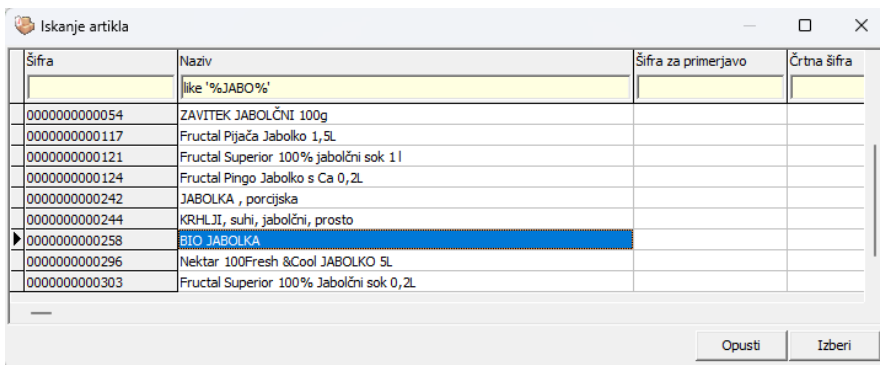 Iskanje artikla
Šifra Naziv Šifra za primerjavo Črtna šifra
like '%JABO%'
0000000000054 ZAVITEK JABOLČNI 100g
0000000000117 Fructal Pijača Jabolko 1,5L
0000000000121 Fructal Superior 100% jabolčni sok 1 l
0000000000124 Fructal Pingo Jabolko s Ca 0,2L
0000000000242 JABOLKA , porcijska
0000000000244 KRHLJI, suhi, jabolčni, prosto
0000000000258 BIO JABOLKA
0000000000296 Nektar 100Fresh &Cool JABOLKO 5L
0000000000303 Fructal Superior 100% Jabolčni sok 0,2L
Opusti Izberi